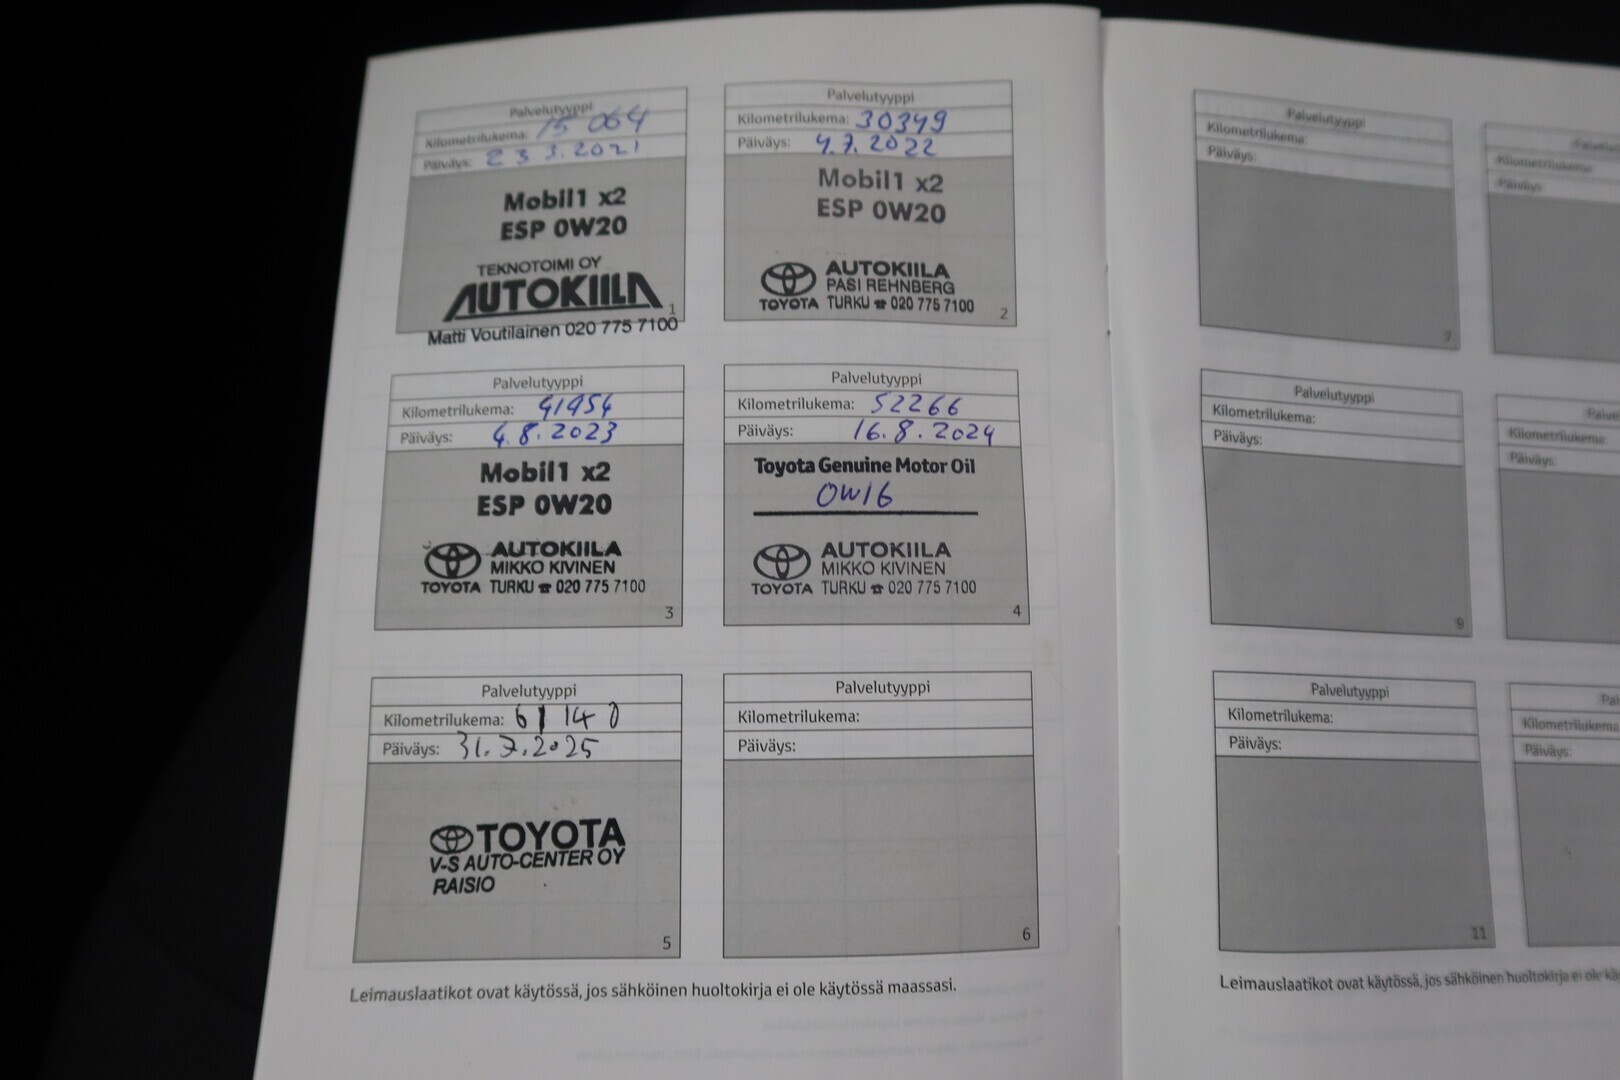 Palvelutyyppi
Kilometrilukema: 15 064
Päiväys: 23 3.2021
Mobil1 x2
ESP 0W20
TEKNOTOIMI OY
AUTOKIILA
1
Matti Voutilainen 020 775 7100
Palvelutyyppi
Kilometrilukema: 30349
Päiväys: 4.7.2022
Mobil1 x2
ESP 0W20
AUTOKIILA
PASI REHNBERG
TOYOTA TURKU ☎ 020 775 7100
2
Palvelutyyppi
Kilometrilukema: 41954
Päiväys: 4.8.2023
Mobil1 x2
ESP 0W20
AUTOKIILA
MIKKO KIVINEN
TOYOTA TURKU ☎ 020 775 7100
3
Palvelutyyppi
Kilometrilukema: 52266
Päiväys: 16.8.2024
Toyota Genuine Motor Oil
0W16
AUTOKIILA
MIKKO KIVINEN
TOYOTA TURKU ☎ 020 775 7100
4
Palvelutyyppi
Kilometrilukema: 61140
Päiväys: 31.7.2025
TOYOTA
V-S AUTO-CENTER OY
RAISIO
5
Palvelutyyppi
Kilometrilukema:
Päiväys:
6
Leimauslaatikot ovat käytössä, jos sähköinen huoltokirja ei ole käytössä maassasi.
Palvelutyyppi
Kilometrilukema:
Päiväys:
7
Kilometrilukema:
Päiväys:
Palvelutyyppi
Kilometrilukema:
Päiväys:
9
Kilometrilukema:
Päiväys:
Palvelutyyppi
Kilometrilukema:
Päiväys:
11
Kilometrilukema
Päiväys:
Leimauslaatikot ovat käytössä, jos sähköinen huoltokirja ei ole